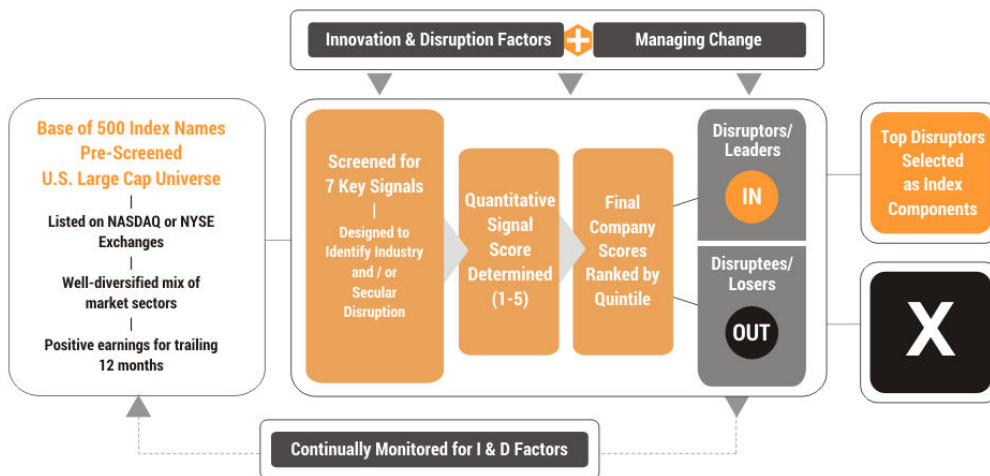 Innovation & Disruption Factors
Managing Change
Base of 500 Index Names
Pre-Screened
U.S. Large Cap Universe
Listed on NASDAQ or NYSE
Exchanges
Well-diversified mix of
market sectors
Positive earnings for trailing
12 months
Screened for
7 Key Signals
Designed to
Identify Industry
and / or
Secular
Disruption
Quantitative
Signal
Score
Determined
(1-5)
Final
Company
Scores
Ranked by
Quintile
Disruptors/
Leaders
IN
Disruptees/
Losers
OUT
Top Disruptors
Selected
as Index
Components
X
Continually Monitored for I & D Factors